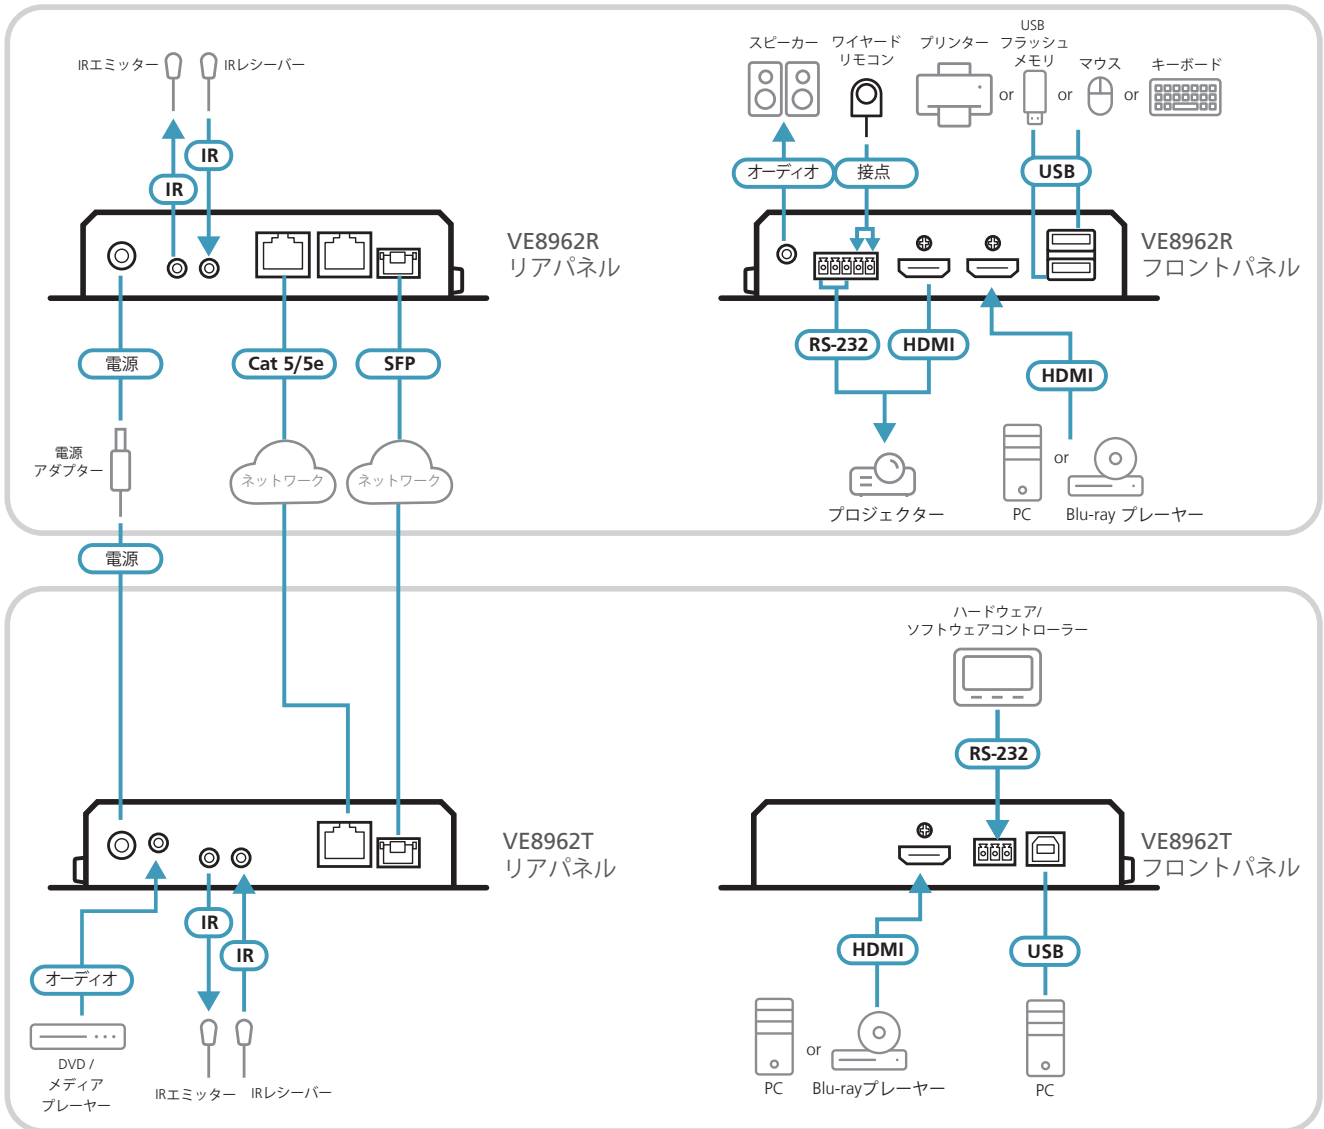 IRエミッター
IRレシーバー
IR
IR
VE8962R
リアパネル
電源
Cat 5/5e
SFP
電源
アダプター
ネットワーク
ネットワーク
電源
スピーカー
ワイヤード
リモコン
プリンター
or
USB
フラッシュ
メモリ
or
マウス
or
キーボード
オーディオ
接点
USB
VE8962R
フロントパネル
RS-232
HDMI
HDMI
プロジェクター
PC
or
Blu-ray プレーヤー
VE8962T
リアパネル
オーディオ
IR
IR
DVD /
メディア
プレーヤー
IRエミッター
IRレシーバー
ハードウェア/
ソフトウェアコントローラー
RS-232
VE8962T
フロントパネル
HDMI
USB
PC
or
Blu-rayプレーヤー
PC